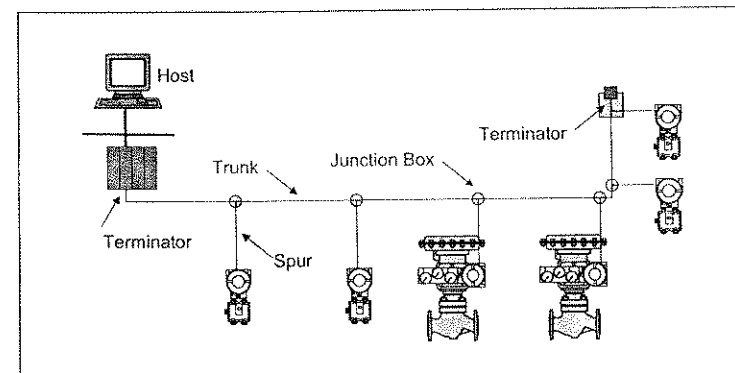 Host
Terminator
Trunk
Junction Box
Terminator
Spur